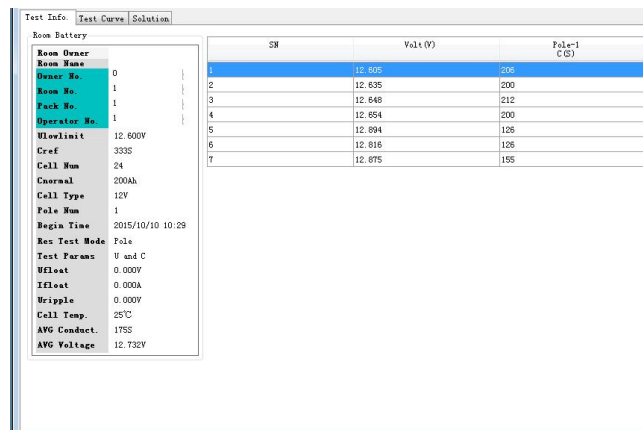 Test Info. Test Curve Solution
Room Battery
Room Owner
Room Name
Owner No. 0
Room No. 1
Pack No. 1
Operator No. 1
Ulowlimit 12.600V
Cref 333S
Cell Num 24
Cnormal 200Ah
Cell Type 12V
Pole Num 1
Begin Time 2015/10/10 10:29
Res Test Mode Pole
Test Params U and C
Ufloat 0.000V
Ifloat 0.000A
Uripple 0.000V
Cell Temp. 25℃
AVG Conduct. 175S
AVG Voltage 12.732V
SN Volt(V) Pole-1
C(S)
1 12.605 206
2 12.635 200
3 12.648 212
4 12.654 200
5 12.894 126
6 12.816 126
7 12.875 155